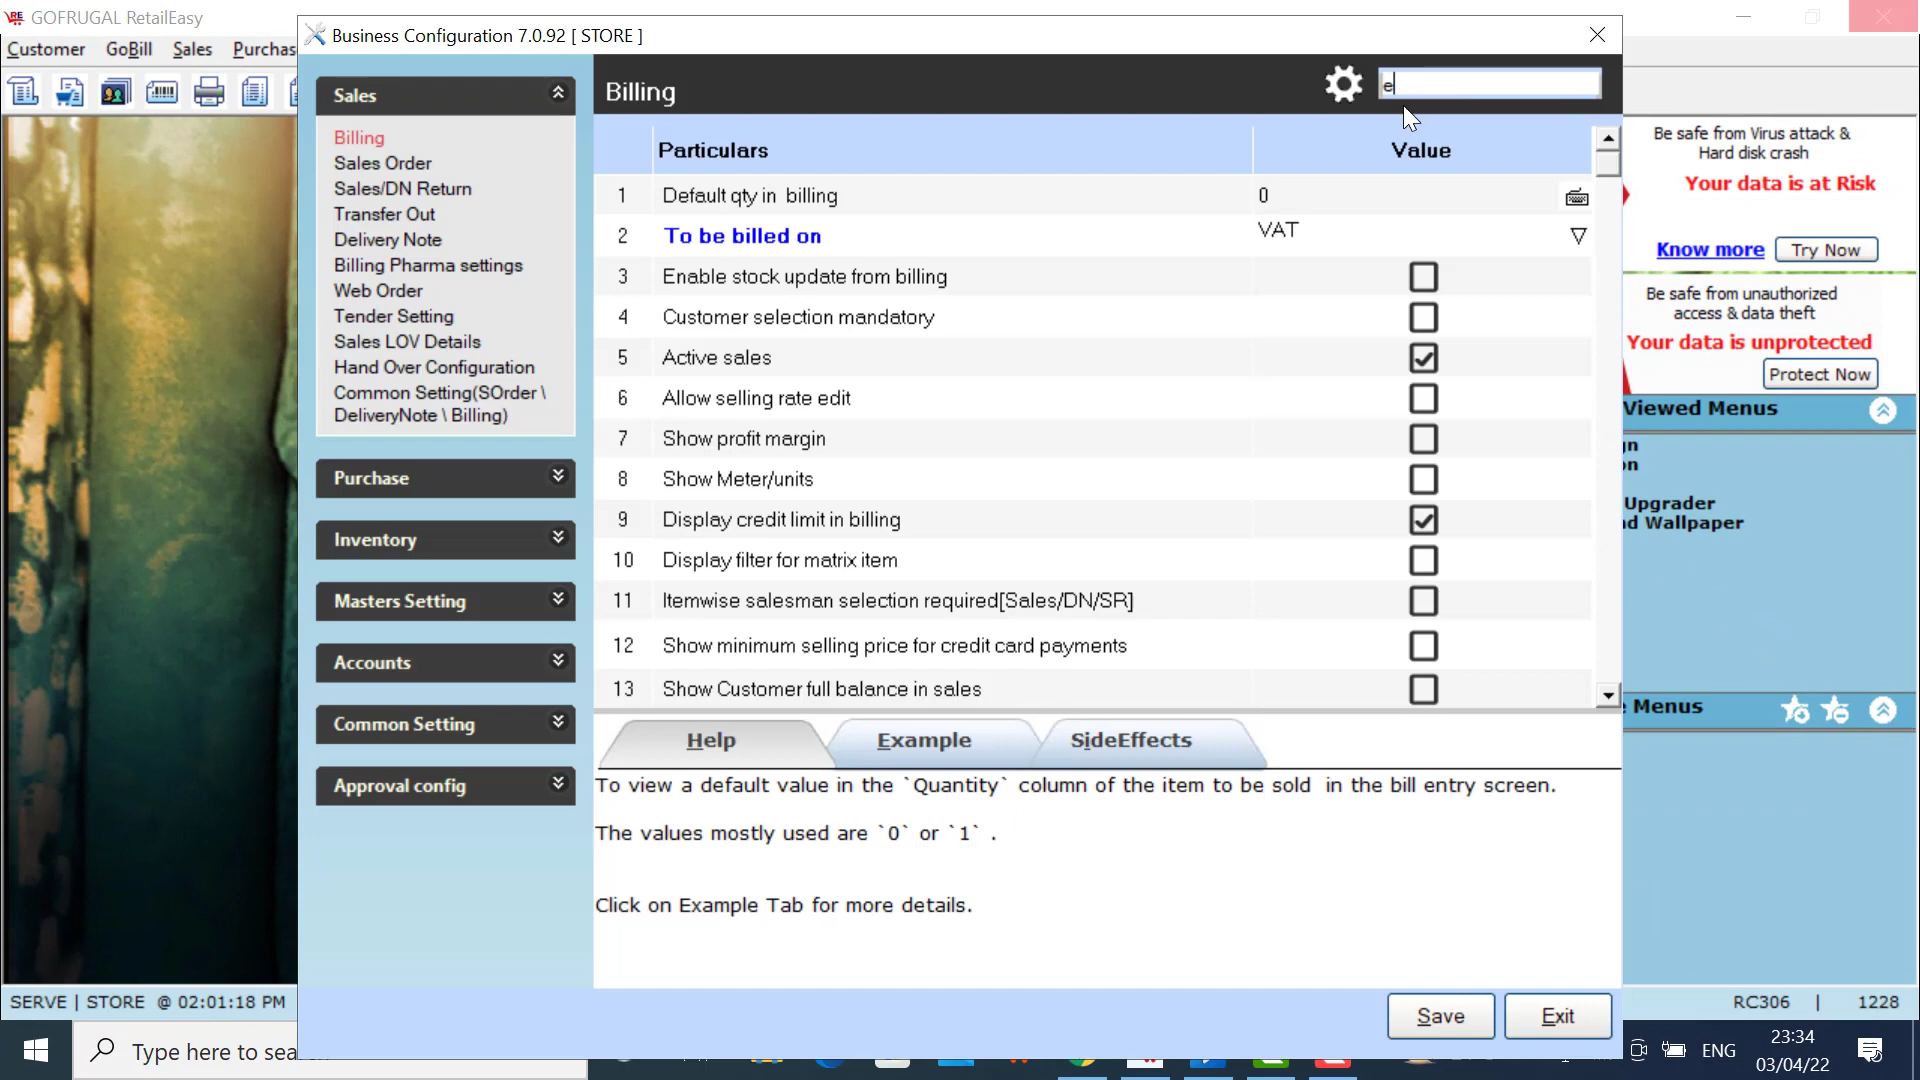 GOFRUGAL RetailEasy
Customer GoBill Sales Purchas
Business Configuration 7.0.92 [ STORE ]
Sales
Billing
Sales Order
Sales/DN Return
Transfer Out
Delivery Note
Billing Pharma settings
Web Order
Tender Setting
Sales LOV Details
Hand Over Configuration
Common Setting(SOrder \
DeliveryNote \ Billing)
Purchase
Inventory
Masters Setting
Accounts
Common Setting
Approval config
Billing
e
Particulars Value
1 Default qty in billing 0
2 To be billed on VAT
3 Enable stock update from billing
4 Customer selection mandatory
5 Active sales
6 Allow selling rate edit
7 Show profit margin
8 Show Meter/units
9 Display credit limit in billing
10 Display filter for matrix item
11 Itemwise salesman selection required[Sales/DN/SR]
12 Show minimum selling price for credit card payments
13 Show Customer full balance in sales
Help Example SideEffects
To view a default value in the `Quantity` column of the item to be sold in the bill entry screen.
The values mostly used are `0` or `1` .
Click on Example Tab for more details.
Save Exit
Be safe from Virus attack &
Hard disk crash
Your data is at Risk
Know more Try Now
Be safe from unauthorized
access & data theft
Your data is unprotected
Protect Now
Viewed Menus
Upgrader
Wallpaper
Menus
SERVE | STORE @ 02:01:18 PM
RC306 | 1228
Type here to sea
ENG
23:34
03/04/22